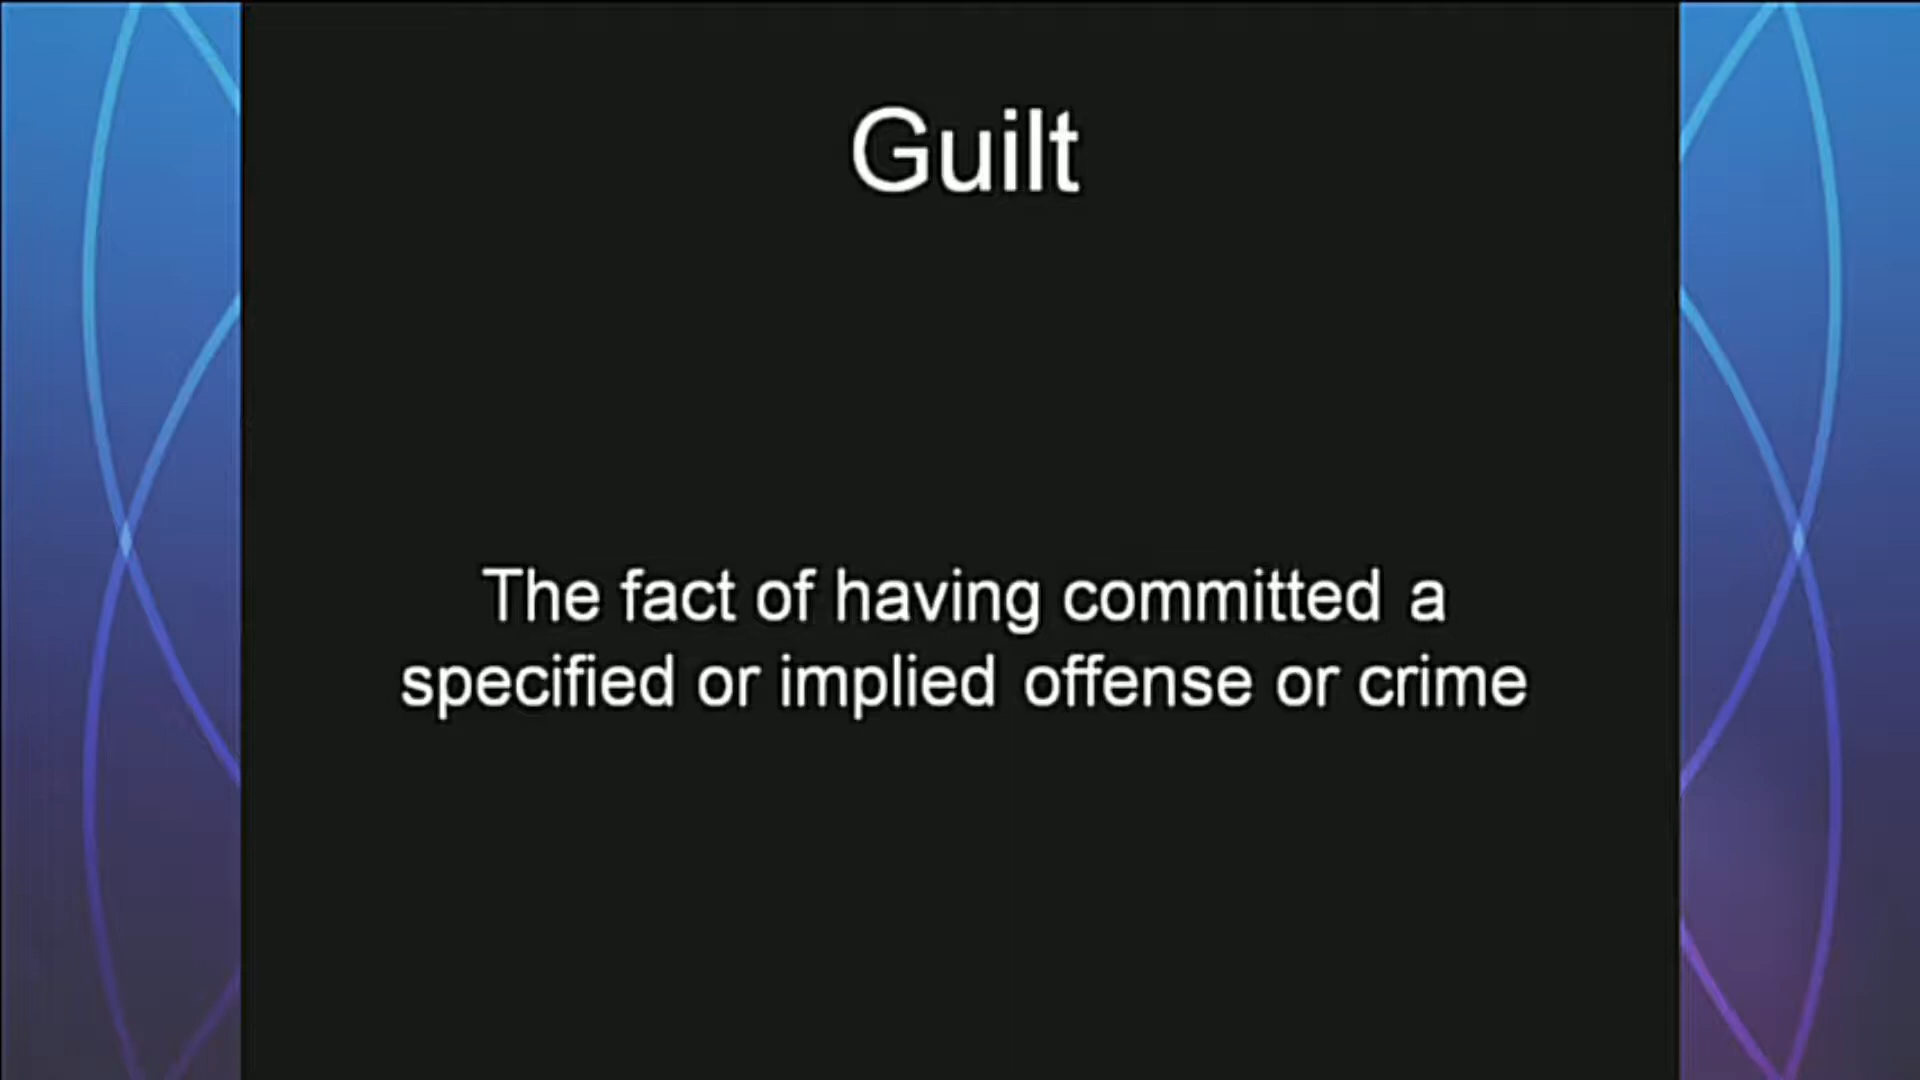 Guilt
The fact of having committed a
specified or implied offense or crime